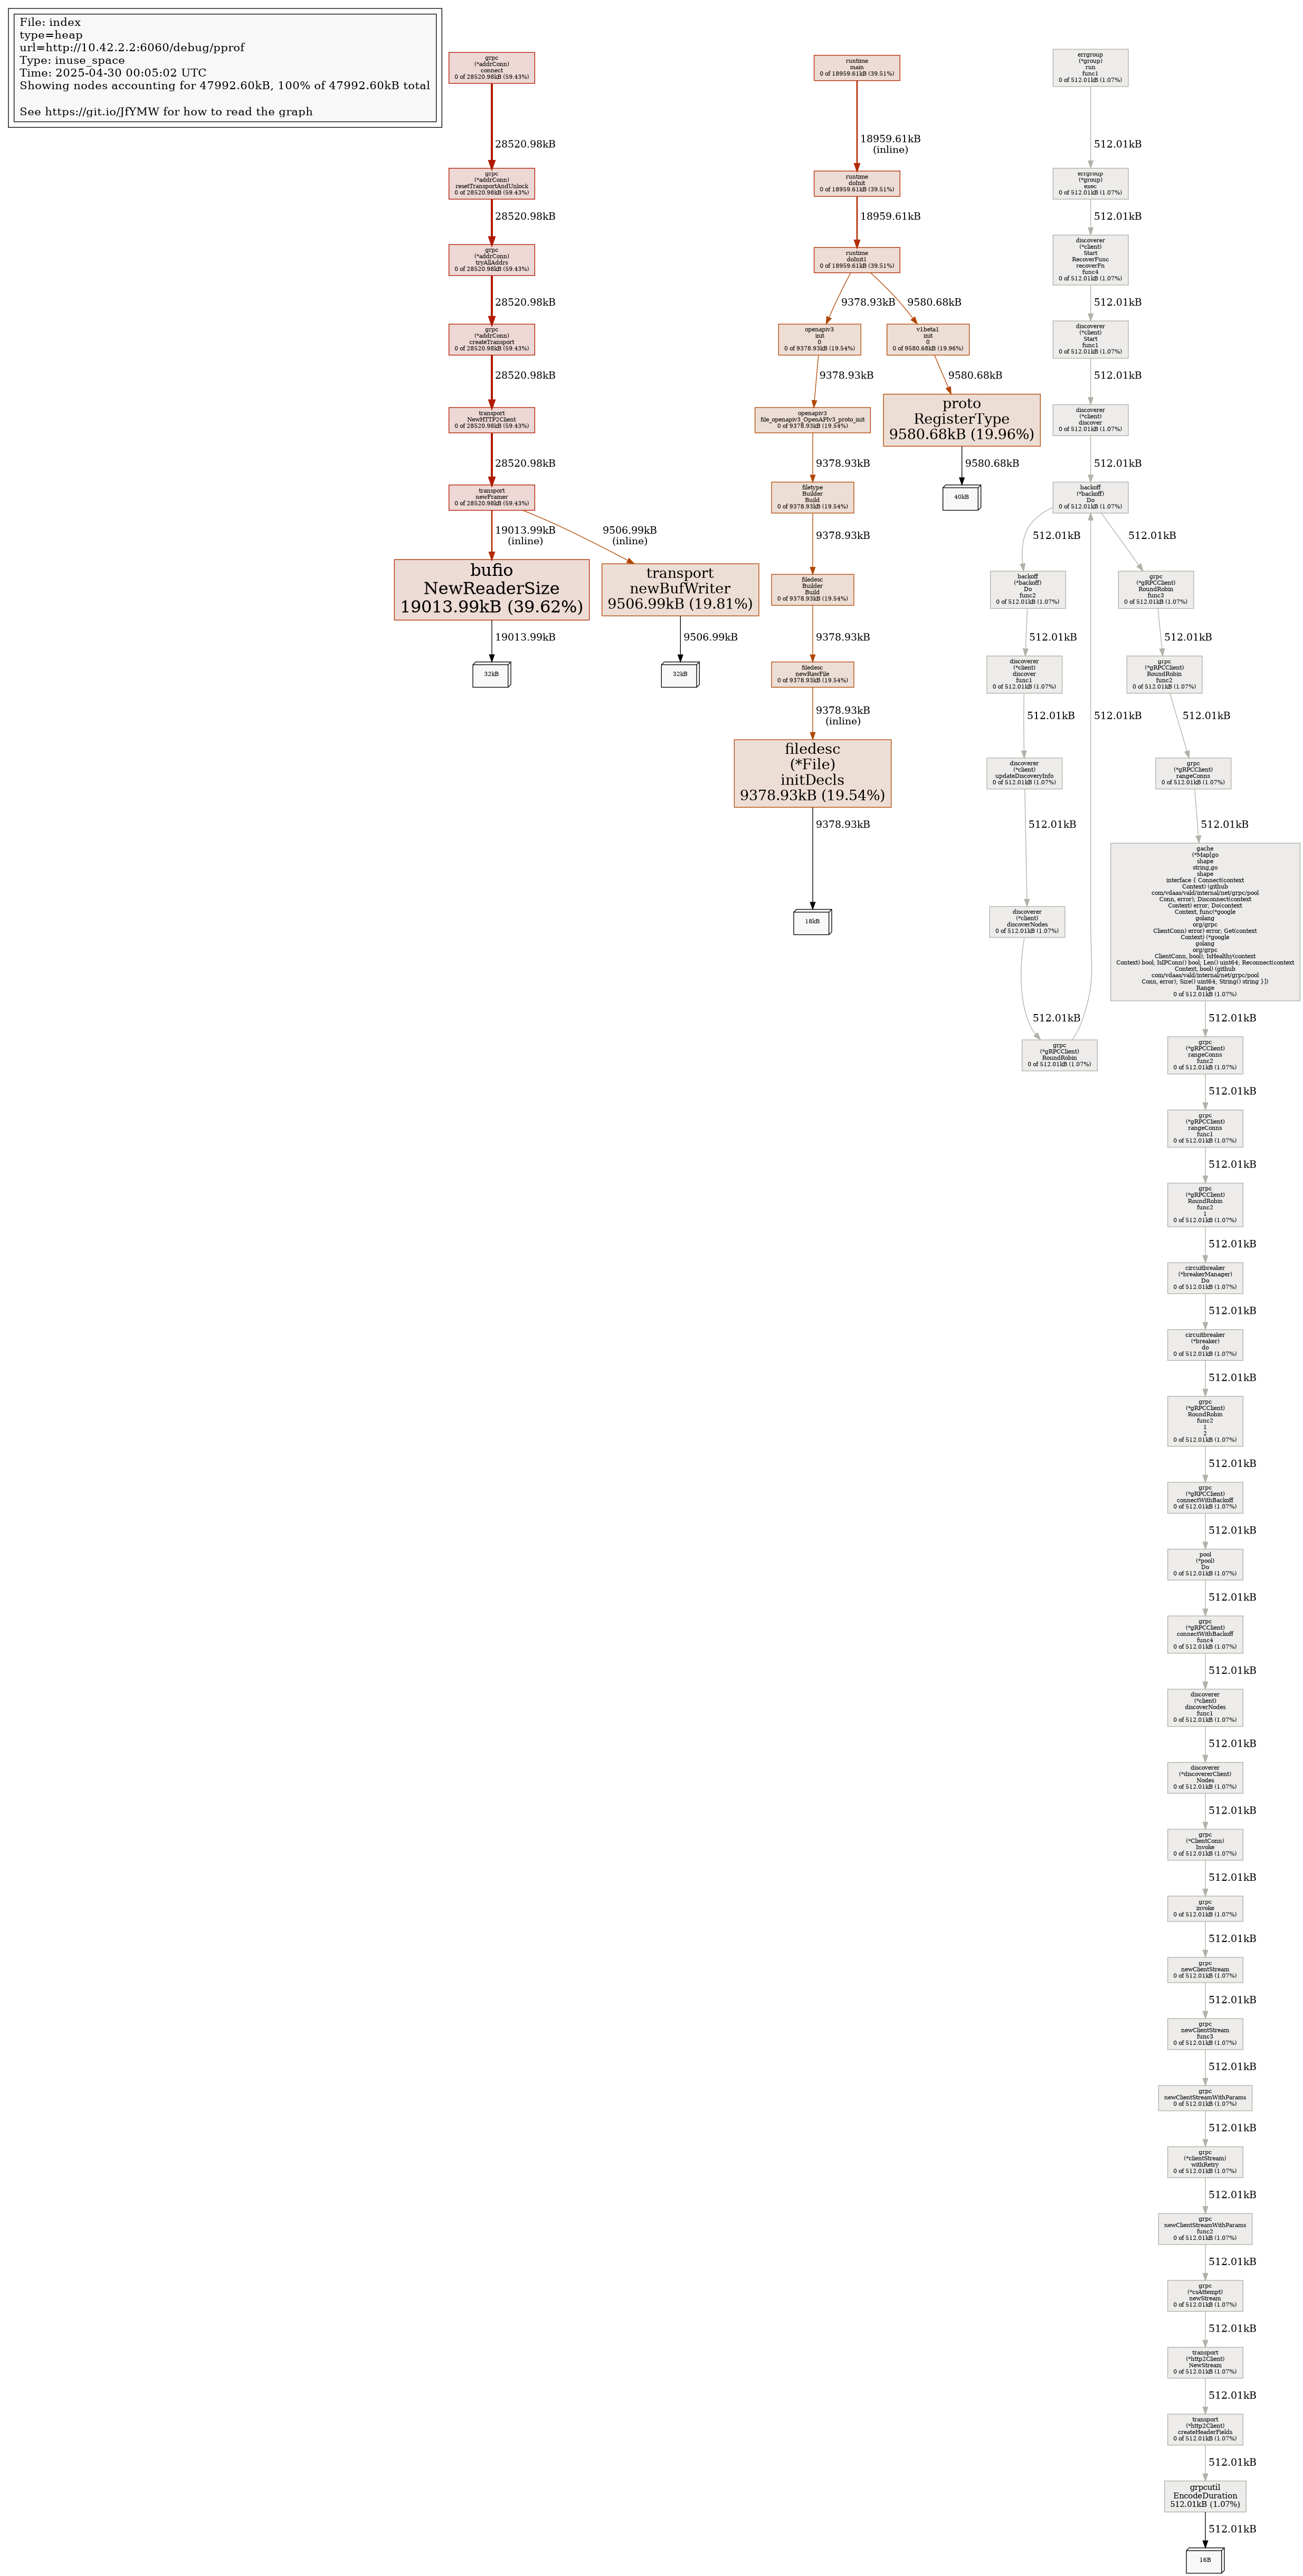 File: index
type=heap
url=http://10.42.2.2:6060/debug/pprof
Type: inuse_space
Time: 2025-04-30 00:05:02 UTC
Showing nodes accounting for 47992.60kB, 100% of 47992.60kB total
See https://git.io/JfYMW for how to read the graph
grpc
(*addrConn)
connect
0 of 28520.98kB (59.43%)
28520.98kB
grpc
(*addrConn)
resetTransportAndUnlock
0 of 28520.98kB (59.43%)
28520.98kB
grpc
(*addrConn)
tryAllAddrs
0 of 28520.98kB (59.43%)
28520.98kB
grpc
(*addrConn)
createTransport
0 of 28520.98kB (59.43%)
28520.98kB
transport
NewHTTP2Client
0 of 28520.98kB (59.43%)
28520.98kB
transport
newFramer
0 of 28520.98kB (59.43%)
19013.99kB
(inline)
9506.99kB
(inline)
bufio
NewReaderSize
19013.99kB (39.62%)
19013.99kB
32kB
transport
newBufWriter
9506.99kB (19.81%)
9506.99kB
32kB
runtime
main
0 of 18959.61kB (39.51%)
18959.61kB
(inline)
runtime
doInit
0 of 18959.61kB (39.51%)
18959.61kB
runtime
doInit1
0 of 18959.61kB (39.51%)
9378.93kB
9580.68kB
openapiv3
init
0
0 of 9378.93kB (19.54%)
9378.93kB
openapiv3
file_openapiv3_OpenAPIv3_proto_init
0 of 9378.93kB (19.54%)
9378.93kB
filetype
Builder
Build
0 of 9378.93kB (19.54%)
9378.93kB
filedesc
Builder
Build
0 of 9378.93kB (19.54%)
9378.93kB
filedesc
newRawFile
0 of 9378.93kB (19.54%)
9378.93kB
(inline)
filedesc
(*File)
initDecls
9378.93kB (19.54%)
9378.93kB
18kB
v1beta1
init
0
0 of 9580.68kB (19.96%)
9580.68kB
proto
RegisterType
9580.68kB (19.96%)
9580.68kB
40kB
errgroup
(*group)
run
func1
0 of 512.01kB (1.07%)
512.01kB
errgroup
(*group)
exec
0 of 512.01kB (1.07%)
512.01kB
discoverer
(*client)
Start
RecoverFunc
recoverFn
func4
0 of 512.01kB (1.07%)
512.01kB
discoverer
(*client)
Start
func1
0 of 512.01kB (1.07%)
512.01kB
discoverer
(*client)
discover
0 of 512.01kB (1.07%)
512.01kB
backoff
(*backoff)
Do
0 of 512.01kB (1.07%)
512.01kB
512.01kB
backoff
(*backoff)
Do
func2
0 of 512.01kB (1.07%)
512.01kB
discoverer
(*client)
discover
func1
0 of 512.01kB (1.07%)
512.01kB
512.01kB
discoverer
(*client)
updateDiscoveryInfo
0 of 512.01kB (1.07%)
512.01kB
discoverer
(*client)
discoverNodes
0 of 512.01kB (1.07%)
512.01kB
grpc
(*gRPCClient)
RoundRobin
0 of 512.01kB (1.07%)
grpc
(*gRPCClient)
RoundRobin
func3
0 of 512.01kB (1.07%)
512.01kB
grpc
(*gRPCClient)
RoundRobin
func2
0 of 512.01kB (1.07%)
512.01kB
grpc
(*gRPCClient)
rangeConns
0 of 512.01kB (1.07%)
512.01kB
gache
(*Map[go
shape
string,go
shape
interface { Connect(context
Context) (github
com/vdaas/vald/internal/net/grpc/pool
Conn, error); Disconnect(context
Context) error; Do(context
Context, func(*google
golang
org/grpc
ClientConn) error) error; Get(context
Context) (*google
golang
org/grpc
ClientConn, bool); IsHealthy(context
Context) bool; IsIPConn() bool; Len() uint64; Reconnect(context
Context, bool) (github
com/vdaas/vald/internal/net/grpc/pool
Conn, error); Size() uint64; String() string }])
Range
0 of 512.01kB (1.07%)
512.01kB
grpc
(*gRPCClient)
rangeConns
func2
0 of 512.01kB (1.07%)
512.01kB
grpc
(*gRPCClient)
rangeConns
func1
0 of 512.01kB (1.07%)
512.01kB
grpc
(*gRPCClient)
RoundRobin
func2
1
0 of 512.01kB (1.07%)
512.01kB
circuitbreaker
(*breakerManager)
Do
0 of 512.01kB (1.07%)
512.01kB
circuitbreaker
(*breaker)
do
0 of 512.01kB (1.07%)
512.01kB
grpc
(*gRPCClient)
RoundRobin
func2
1
2
0 of 512.01kB (1.07%)
512.01kB
grpc
(*gRPCClient)
connectWithBackoff
0 of 512.01kB (1.07%)
512.01kB
pool
(*pool)
Do
0 of 512.01kB (1.07%)
512.01kB
grpc
(*gRPCClient)
connectWithBackoff
func4
0 of 512.01kB (1.07%)
512.01kB
discoverer
(*client)
discoverNodes
func1
0 of 512.01kB (1.07%)
512.01kB
discoverer
(*discovererClient)
Nodes
0 of 512.01kB (1.07%)
512.01kB
grpc
(*ClientConn)
Invoke
0 of 512.01kB (1.07%)
512.01kB
grpc
invoke
0 of 512.01kB (1.07%)
512.01kB
grpc
newClientStream
0 of 512.01kB (1.07%)
512.01kB
grpc
newClientStream
func3
0 of 512.01kB (1.07%)
512.01kB
grpc
newClientStreamWithParams
0 of 512.01kB (1.07%)
512.01kB
grpc
(*clientStream)
withRetry
0 of 512.01kB (1.07%)
512.01kB
grpc
newClientStreamWithParams
func2
0 of 512.01kB (1.07%)
512.01kB
grpc
(*csAttempt)
newStream
0 of 512.01kB (1.07%)
512.01kB
transport
(*http2Client)
NewStream
0 of 512.01kB (1.07%)
512.01kB
transport
(*http2Client)
createHeaderFields
0 of 512.01kB (1.07%)
512.01kB
grpcutil
EncodeDuration
512.01kB (1.07%)
512.01kB
16B